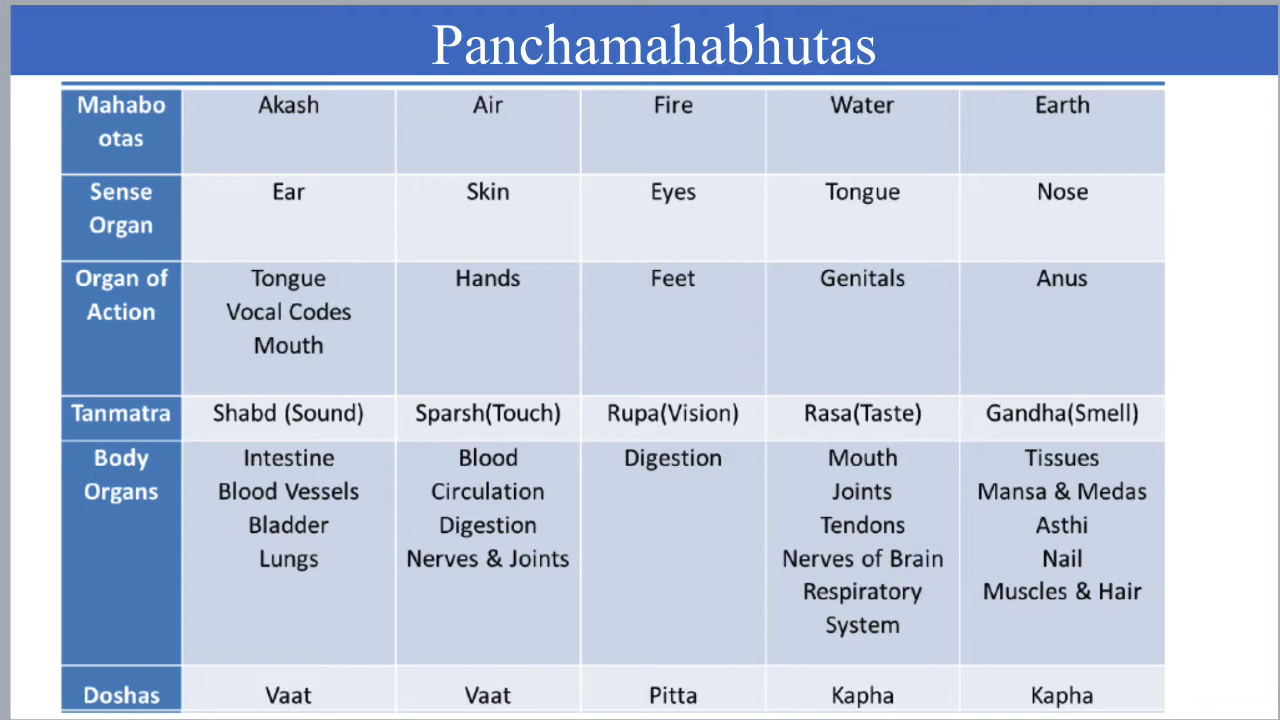 Panchamahabhutas
Mahabo
otas
Akash
Air
Fire
Water
Earth
Sense
Organ
Ear
Skin
Eyes
Tongue
Nose
Organ of
Action
Tongue
Vocal Codes
Mouth
Hands
Feet
Genitals
Anus
Tanmatra
Shabd (Sound)
Sparsh(Touch)
Rupa(Vision)
Rasa(Taste)
Gandha(Smell)
Body
Organs
Intestine
Blood Vessels
Bladder
Lungs
Blood
Circulation
Digestion
Nerves & Joints
Digestion
Mouth
Joints
Tendons
Nerves of Brain
Respiratory
System
Tissues
Mansa & Medas
Asthi
Nail
Muscles & Hair
Doshas
Vaat
Vaat
Pitta
Kapha
Kapha